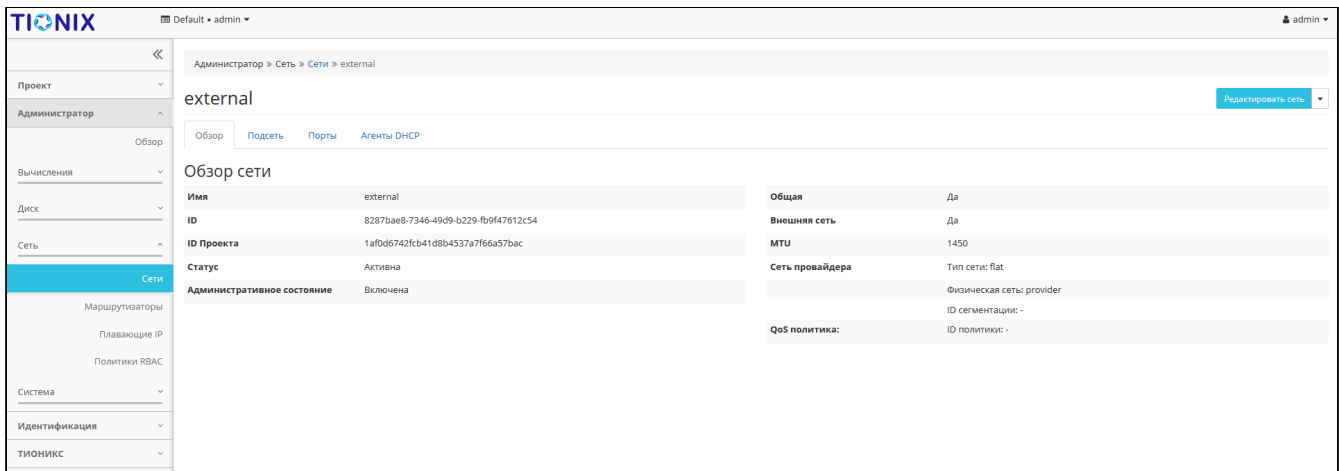 TIONIX
Default • admin
admin
Администратор » Сеть » Сети » external
Проект
Администратор
Обзор
Вычисления
Диск
Сеть
Сети
Маршрутизаторы
Плавающие IP
Политики RBAC
Система
Идентификация
ТИОНИКС
external
Редактировать сеть
Обзор Подсеть Порты Агенты DHCP
Обзор сети
Имя external
ID 8287bae8-7346-49d9-b229-fb9f47612c54
ID Проекта 1af0d6742fcb41d8b4537a7f66a57bac
Статус Активна
Административное состояние Включена
Общая Да
Внешняя сеть Да
MTU 1450
Сеть провайдера Тип сети: flat
Физическая сеть: provider
ID сегментации: -
QoS политика: ID политики: -